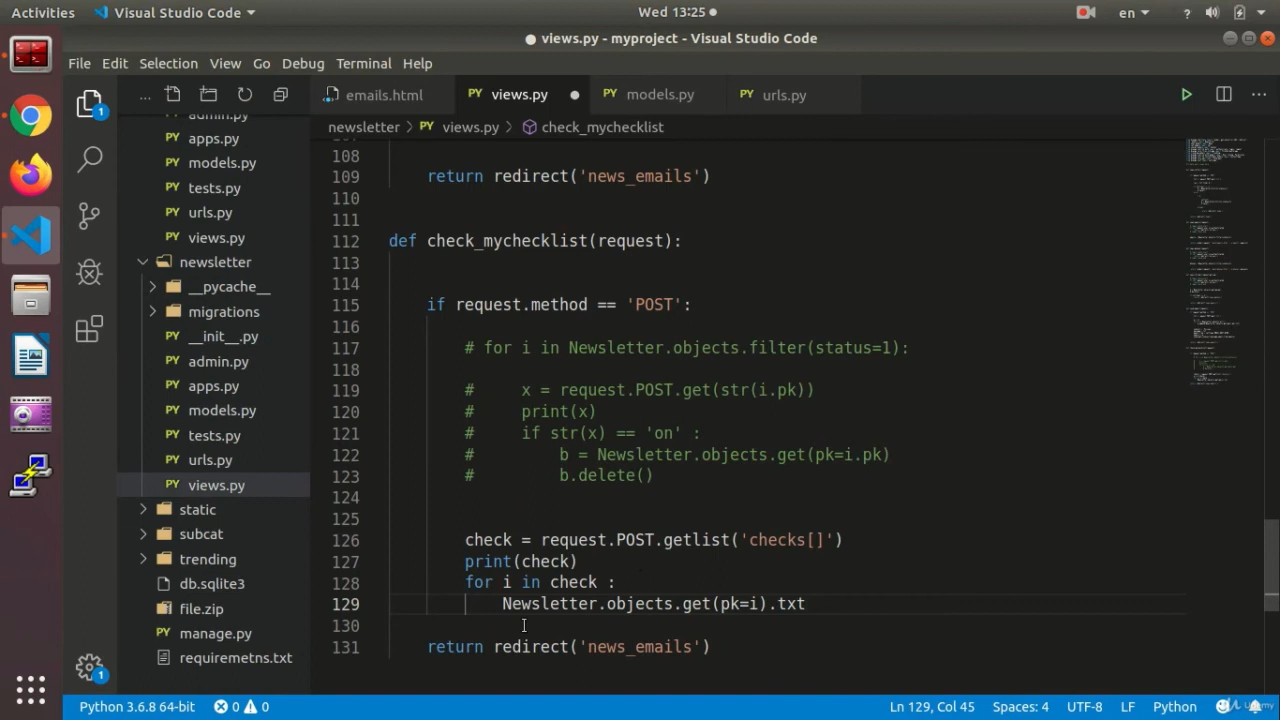 Activities Visual Studio Code Wed 13:25 en ?
views.py - myproject - Visual Studio Code
File Edit Selection View Go Debug Terminal Help
1 ... emails.html PY views.py PY models.py PY urls.py ...
newsletter > PY views.py > check_mychecklist
PY admin.py
PY apps.py
PY models.py
PY tests.py
PY urls.py
PY views.py
newsletter
__pycache__
migrations
PY __init__.py
PY admin.py
PY apps.py
PY models.py
PY tests.py
PY urls.py
PY views.py
static
subcat
trending
db.sqlite3
file.zip
manage.py
requiremetns.txt
1
107
108
109 return redirect('news_emails')
110
111
112 def check_mychecklist(request):
113
114
115 if request.method == 'POST':
116
117 # for i in Newsletter.objects.filter(status=1):
118
119 # x = request.POST.get(str(i.pk))
120 # print(x)
121 # if str(x) == 'on' :
122 # b = Newsletter.objects.get(pk=i.pk)
123 # b.delete()
124
125
126 check = request.POST.getlist('checks[]')
127 print(check)
128 for i in check :
129 Newsletter.objects.get(pk=i).txt
130
131 return redirect('news_emails')
Python 3.6.8 64-bit 0 0 Ln 129, Col 45 Spaces: 4 UTF-8 LF Python
Udemy